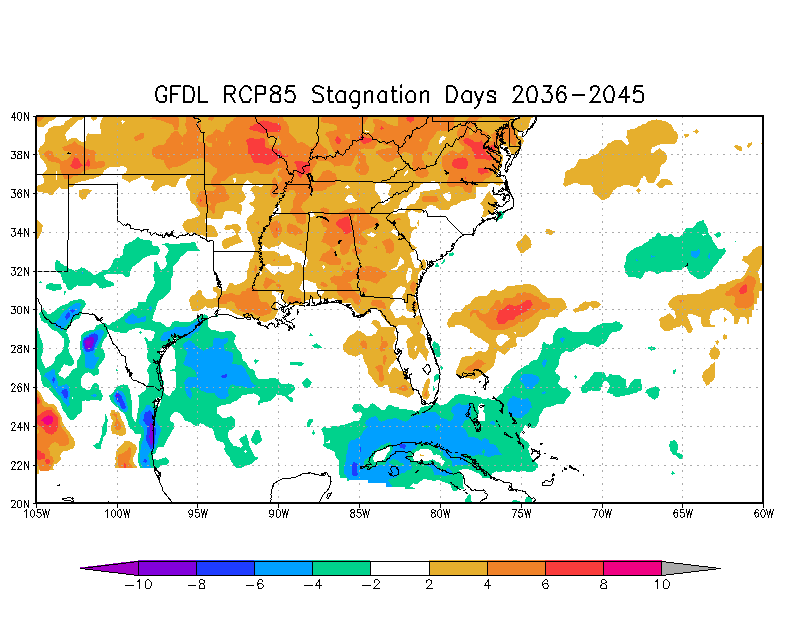 GFDL RCP85 Stagnation Days 2036-2045
40N
38N
36N
34N
32N
30N
28N
26N
24N
22N
20N
105W 100W 95W 90W 85W 80W 75W 70W 65W 60W
-10 -8 -6 -4 -2 2 4 6 8 10